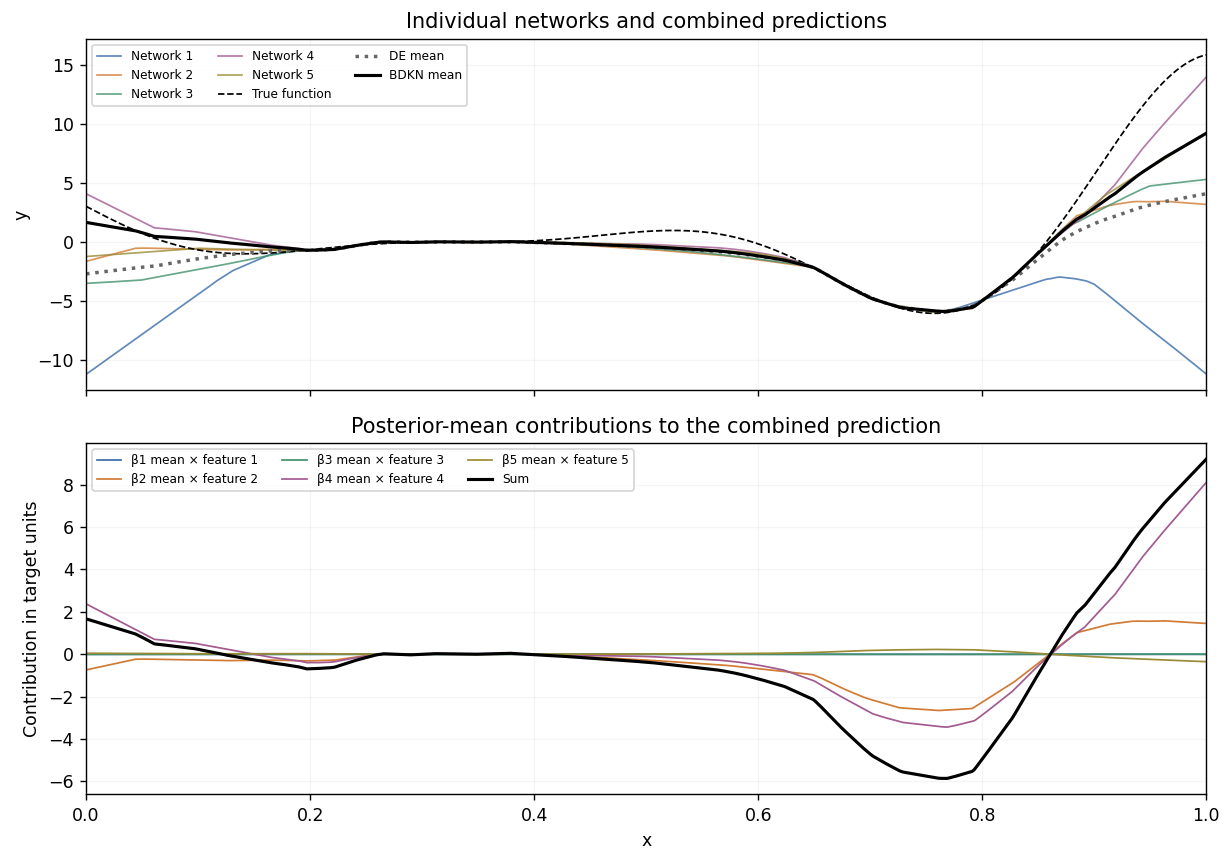 Individual networks and combined predictions
Network 1 Network 4 DE mean
Network 2 Network 5 BDKN mean
Network 3 True function
15
10
5
0
−5
−10
y
Posterior-mean contributions to the combined prediction
β1 mean × feature 1 β3 mean × feature 3 β5 mean × feature 5
β2 mean × feature 2 β4 mean × feature 4 Sum
8
6
4
2
0
−2
−4
−6
Contribution in target units
0.0 0.2 0.4 0.6 0.8 1.0
x